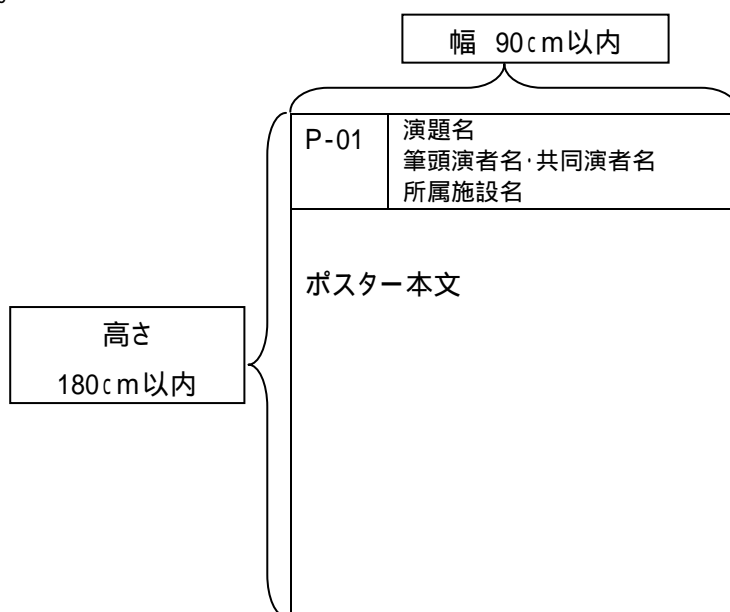 幅 90cm以内
P-01
演題名
筆頭演者名･共同演者名
所属施設名
ポスター本文
高さ
180cm以内